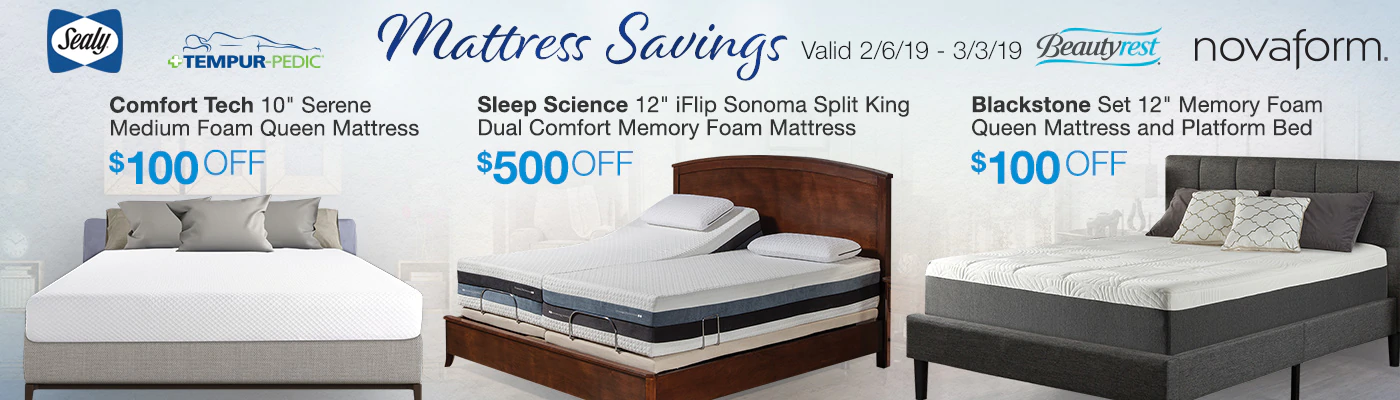 Sealy
TEMPUR-PEDIC
Mattress Savings Valid 2/6/19 - 3/3/19
Beautyrest
novaform.
Comfort Tech 10" Serene
Medium Foam Queen Mattress
$100 OFF
Sleep Science 12" iFlip Sonoma Split King
Dual Comfort Memory Foam Mattress
$500 OFF
Blackstone Set 12" Memory Foam
Queen Mattress and Platform Bed
$100 OFF